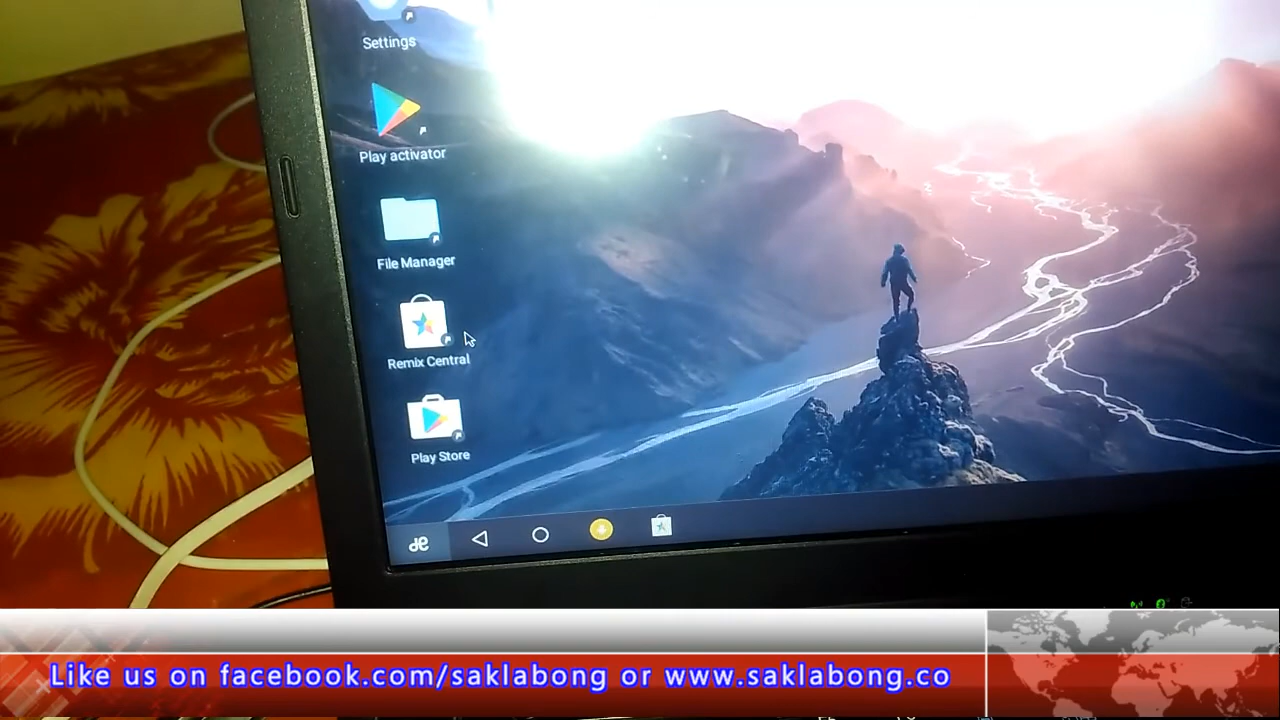 Settings
Play activator
File Manager
Remix Central
Play Store
Like us on facebook.com/saklabong or www.saklabong.co